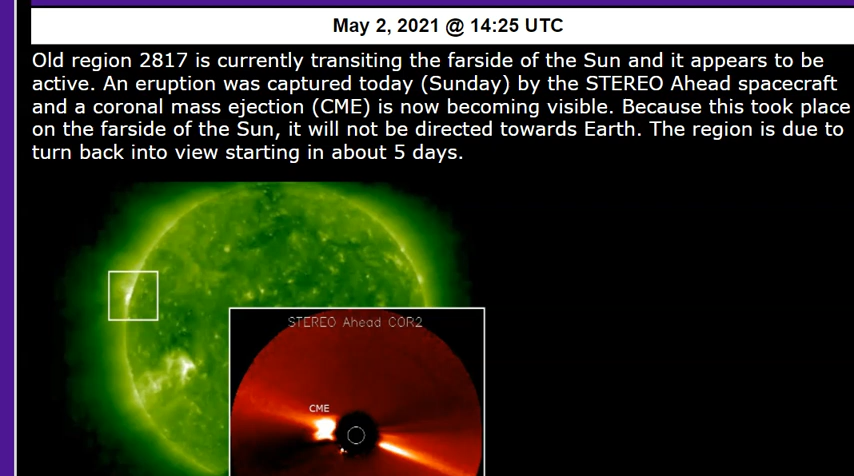 May 2, 2021 @ 14:25 UTC
Old region 2817 is currently transiting the farside of the Sun and it appears to be
active. An eruption was captured today (Sunday) by the STEREO Ahead spacecraft
and a coronal mass ejection (CME) is now becoming visible. Because this took place
on the farside of the Sun, it will not be directed towards Earth. The region is due to
turn back into view starting in about 5 days.
STEREO Ahead COR2
CME